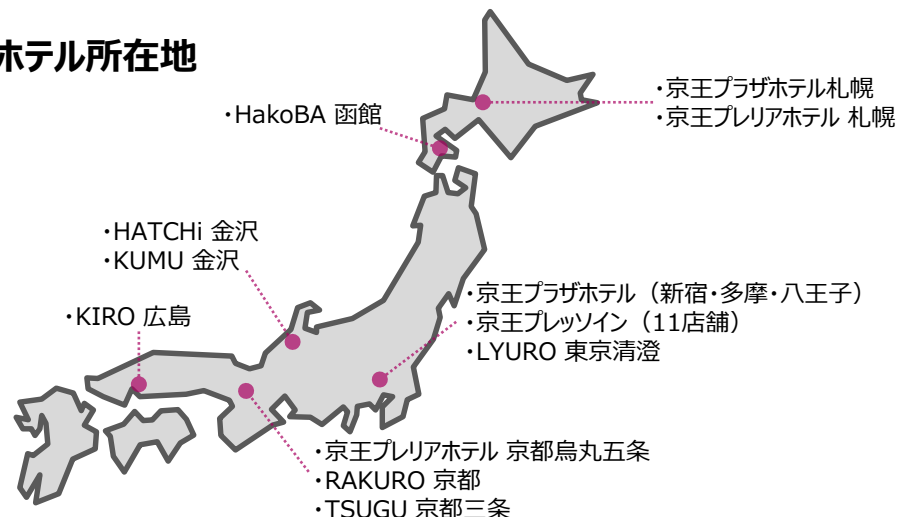 ホテル所在地
・京王プラザホテル札幌
・京王プレリアホテル 札幌
・HakoBA 函館
・HATCHi 金沢
・KUMU 金沢
・KIRO 広島
・京王プラザホテル（新宿・多摩・八王子）
・京王プレッソイン（11店舗）
・LYURO 東京清澄
・京王プレリアホテル 京都烏丸五条
・RAKURO 京都
・TSUGU 京都三条